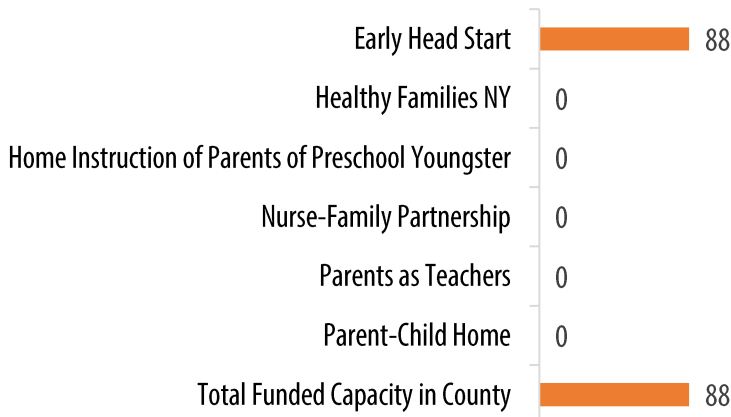 Early Head Start 88
Healthy Families NY 0
Home Instruction of Parents of Preschool Youngster 0
Nurse-Family Partnership 0
Parents as Teachers 0
Parent-Child Home 0
Total Funded Capacity in County 88